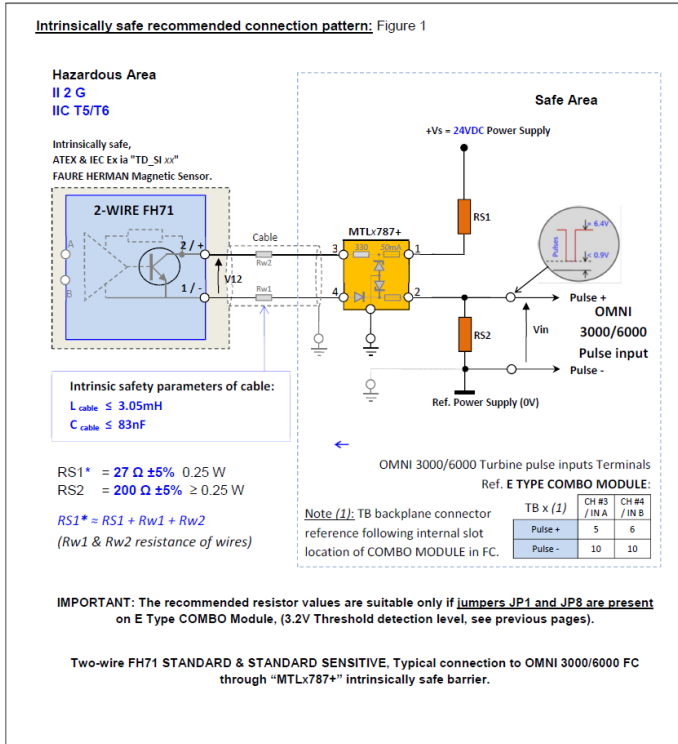 Intrinsically safe recommended connection pattern: Figure 1
Hazardous Area
II 2 G
IIC T5/T6
Safe Area
+Vs = 24VDC Power Supply
Intrinsically safe,
ATEX & IEC Ex ia "TD_SI xx"
FAURE HERMAN Magnetic Sensor.
2-WIRE FH71
A
B
2 / +
1 / -
V12
Cable
Rw2
Rw1
MTLx787+
3
330
50mA
1
4
2
RS1
RS2
Pulses
> 6.4V
< 0.9V
Pulse +
OMNI
3000/6000
Pulse input
Pulse -
Vin
Ref. Power Supply (0V)
Intrinsic safety parameters of cable:
L cable ≤ 3.05mH
C cable ≤ 83nF
RS1* = 27 Ω ±5% 0.25 W
RS2 = 200 Ω ±5% ≥ 0.25 W
RS1* = RS1 + Rw1 + Rw2
(Rw1 & Rw2 resistance of wires)
OMNI 3000/6000 Turbine pulse inputs Terminals
Ref. E TYPE COMBO MODULE:
Note (1): TB backplane connector
reference following internal slot
location of COMBO MODULE in FC.
TB x (1) CH #3 / IN A CH #4 / IN B
Pulse + 5 6
Pulse - 10 10
IMPORTANT: The recommended resistor values are suitable only if jumpers JP1 and JP8 are present
on E Type COMBO Module, (3.2V Threshold detection level, see previous pages).
Two-wire FH71 STANDARD & STANDARD SENSITIVE, Typical connection to OMNI 3000/6000 FC
through “MTLx787+” intrinsically safe barrier.